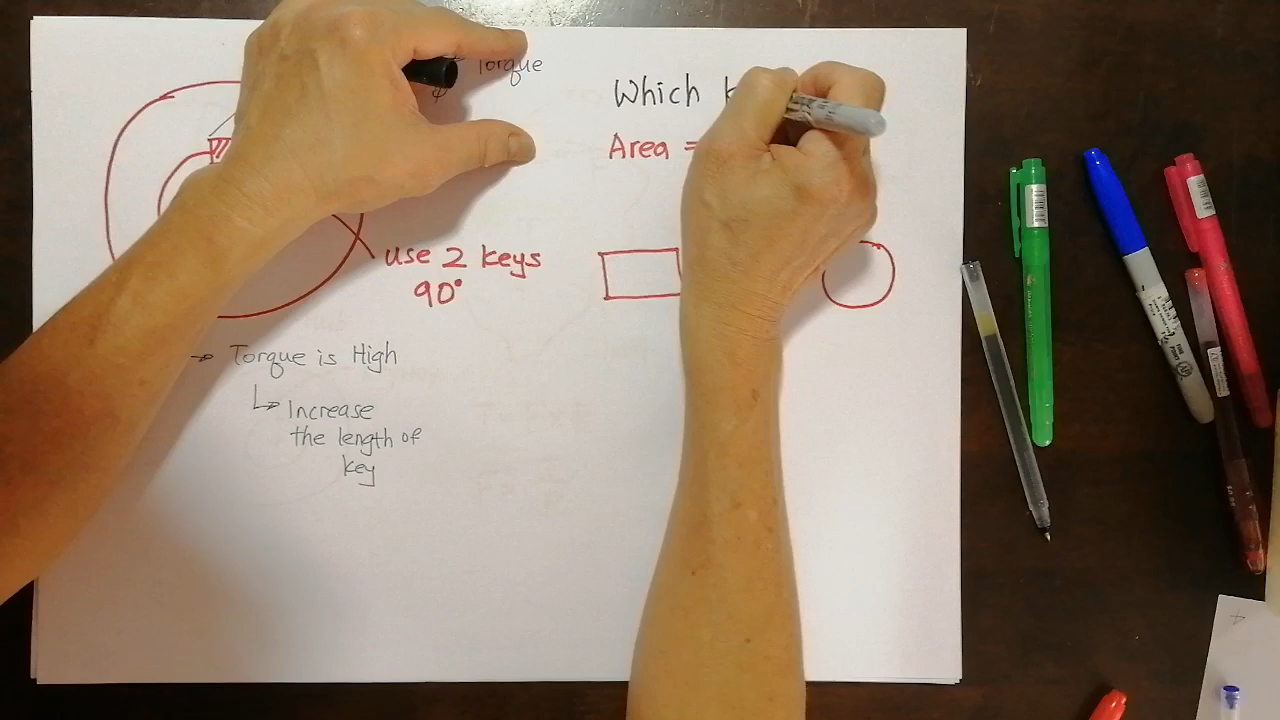 Torque
use 2 keys
90°
→ Torque is High
↳ Increase
the length of
key
Which
Area =